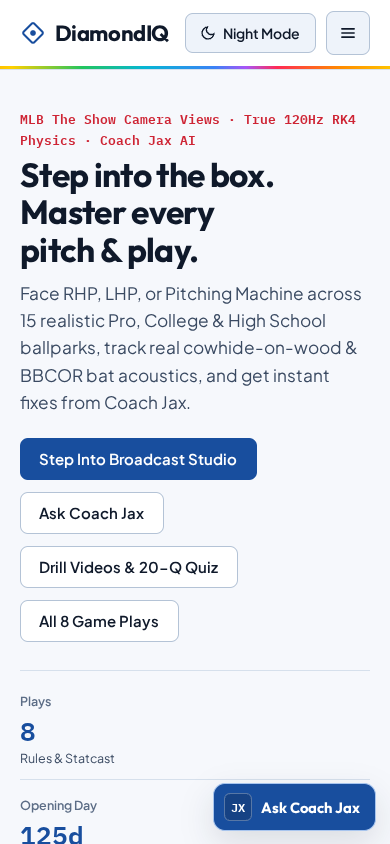 DiamondIQ
Night Mode
MLB The Show Camera Views · True 120Hz RK4
Physics · Coach Jax AI
Step into the box.
Master every
pitch & play.
Face RHP, LHP, or Pitching Machine across
15 realistic Pro, College & High School
ballparks, track real cowhide-on-wood &
BBCOR bat acoustics, and get instant
fixes from Coach Jax.
Step Into Broadcast Studio
Ask Coach Jax
Drill Videos & 20-Q Quiz
All 8 Game Plays
Plays
8
Rules & Statcast
Opening Day
125d
JX Ask Coach Jax